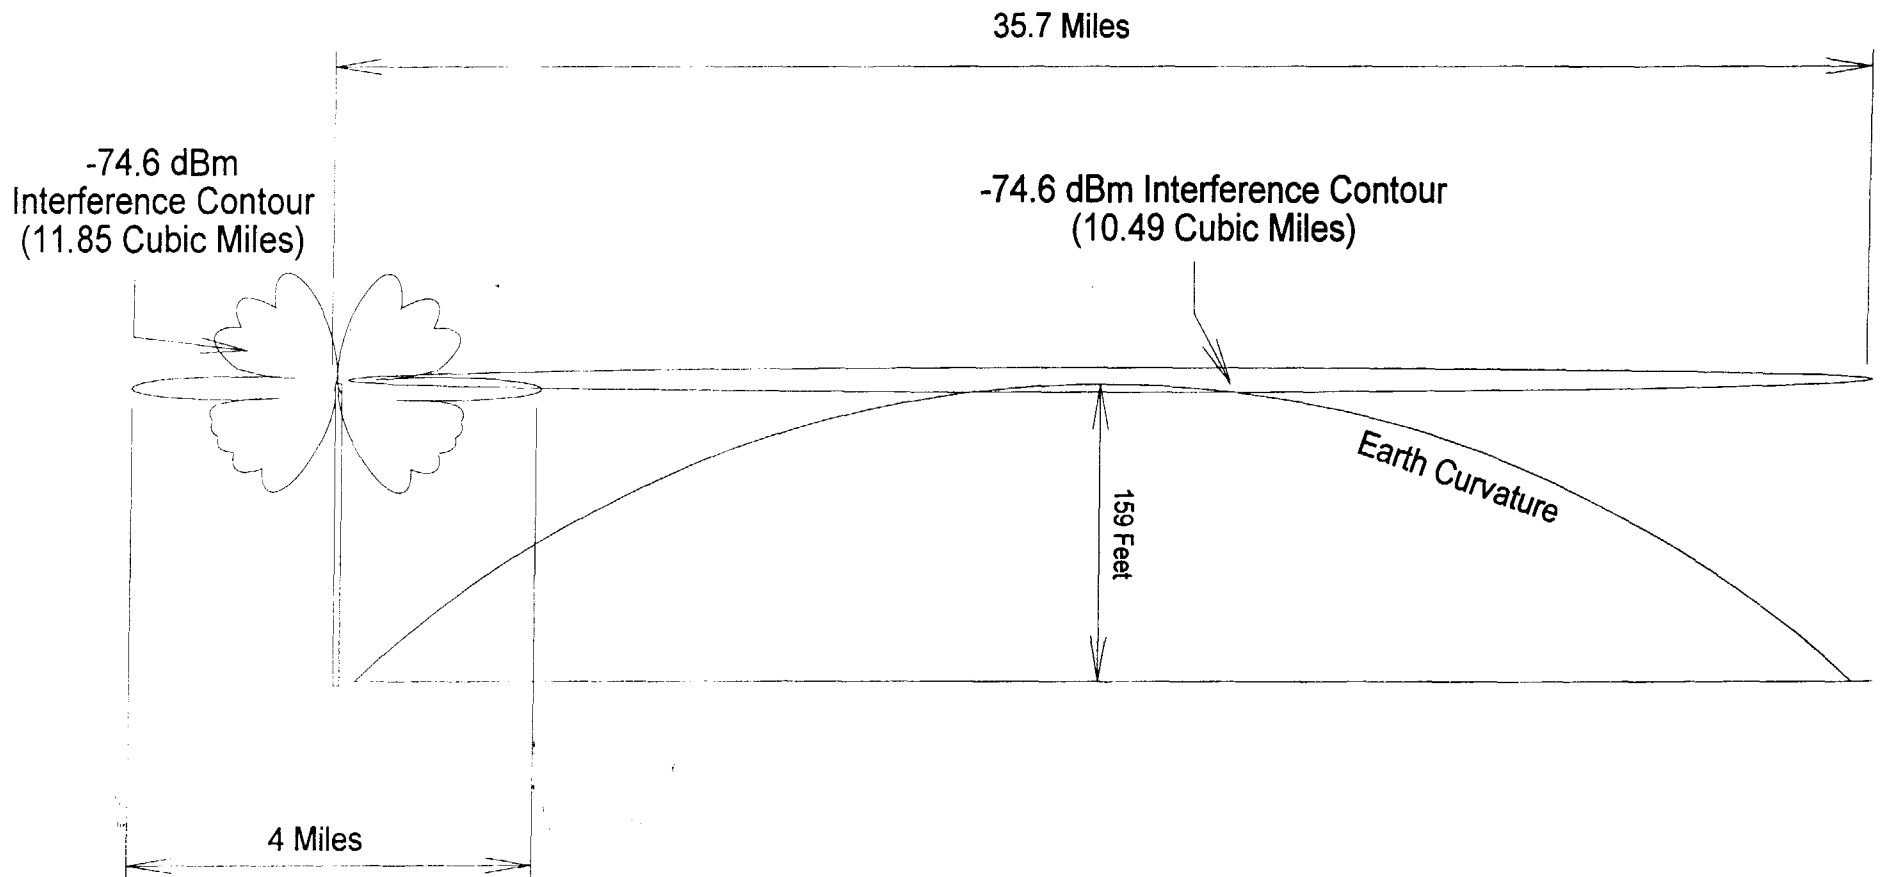 35.7 Miles
-74.6 dBm
Interference Contour
(11.85 Cubic Miles)
-74.6 dBm Interference Contour
(10.49 Cubic Miles)
Earth Curvature
159 Feet
4 Miles